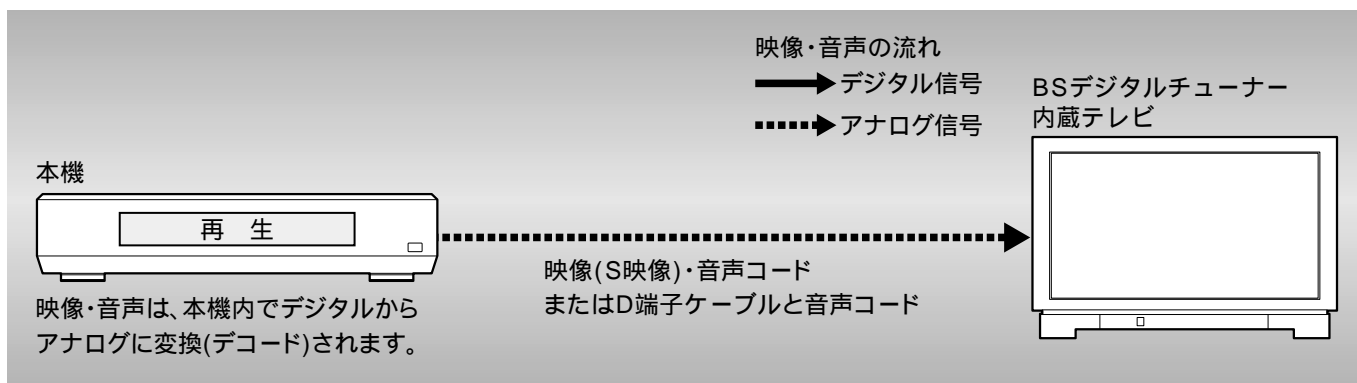 映像・音声の流れ
デジタル信号
アナログ信号
BSデジタルチューナー
内蔵テレビ
本機
再 生
映像(S映像)・音声コード
またはD端子ケーブルと音声コード
映像・音声は、本機内でデジタルから
アナログに変換(デコード)されます。